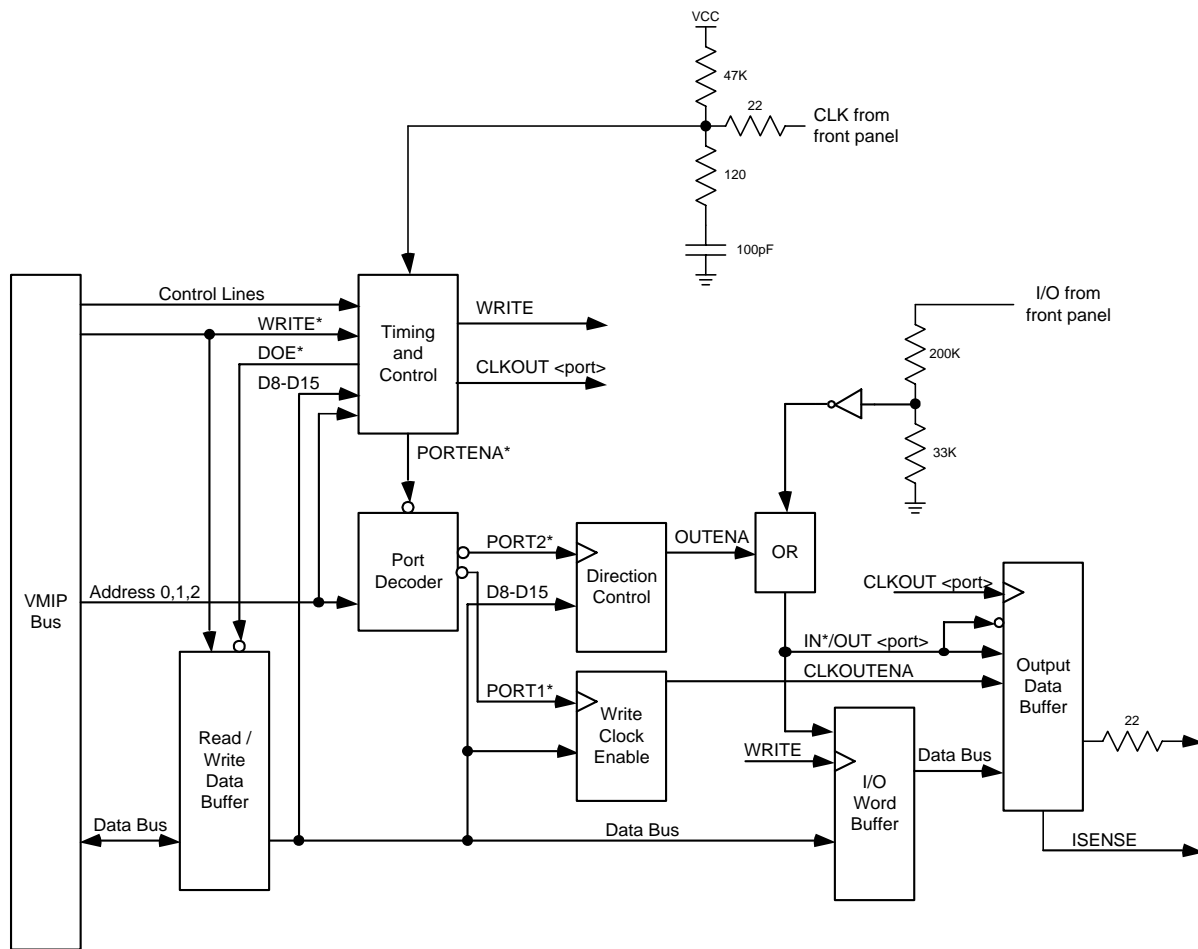 VCC
47K
22
CLK from
front panel
120
100pF
Control Lines
WRITE*
DOE*
D8-D15
Timing
and
Control
WRITE
CLKOUT <port>
I/O from
front panel
200K
33K
PORTENA*
VMIP
Bus
Address 0,1,2
Port
Decoder
PORT2*
D8-D15
PORT1*
Direction
Control
OUTENA
OR
CLKOUT <port>
IN*/OUT <port>
CLKOUTENA
Output
Data
Buffer
22
Read /
Write
Data
Buffer
Write
Clock
Enable
WRITE
I/O
Word
Buffer
Data Bus
Data Bus
Data Bus
ISENSE